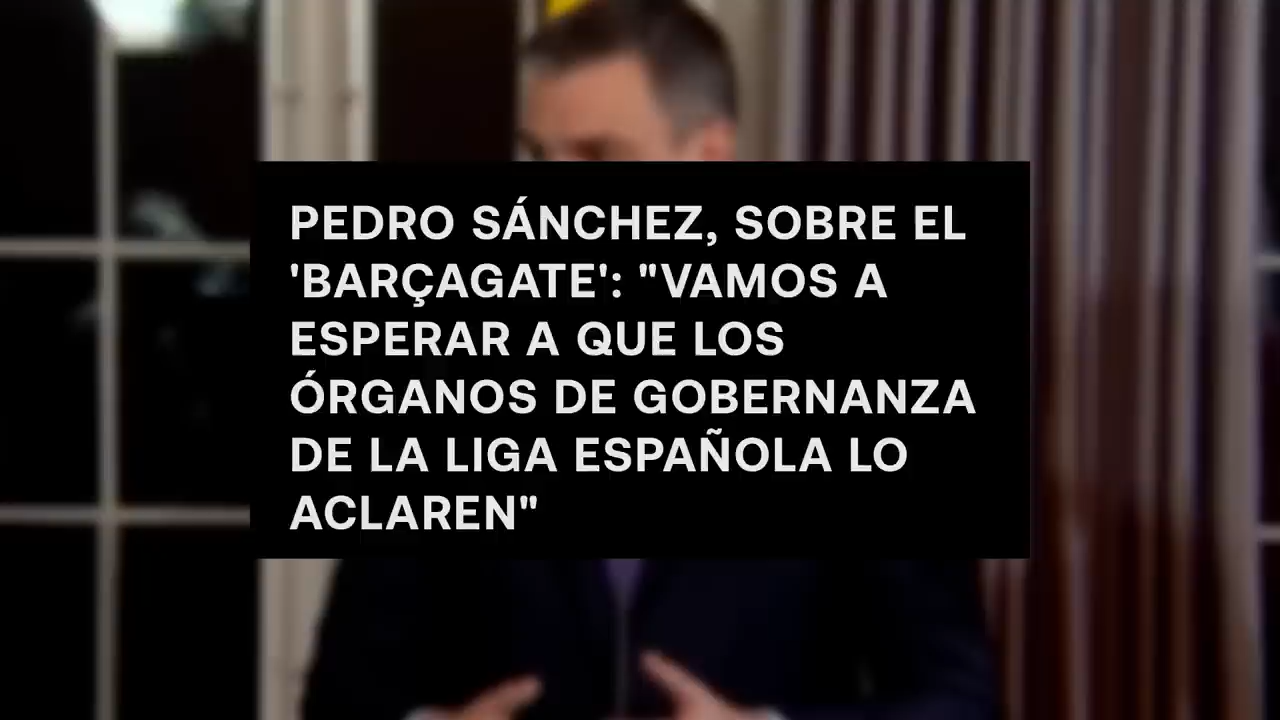 PEDRO SÁNCHEZ, SOBRE EL
'BARÇAGATE': "VAMOS A
ESPERAR A QUE LOS
ÓRGANOS DE GOBERNANZA
DE LA LIGA ESPAÑOLA LO
ACLAREN"